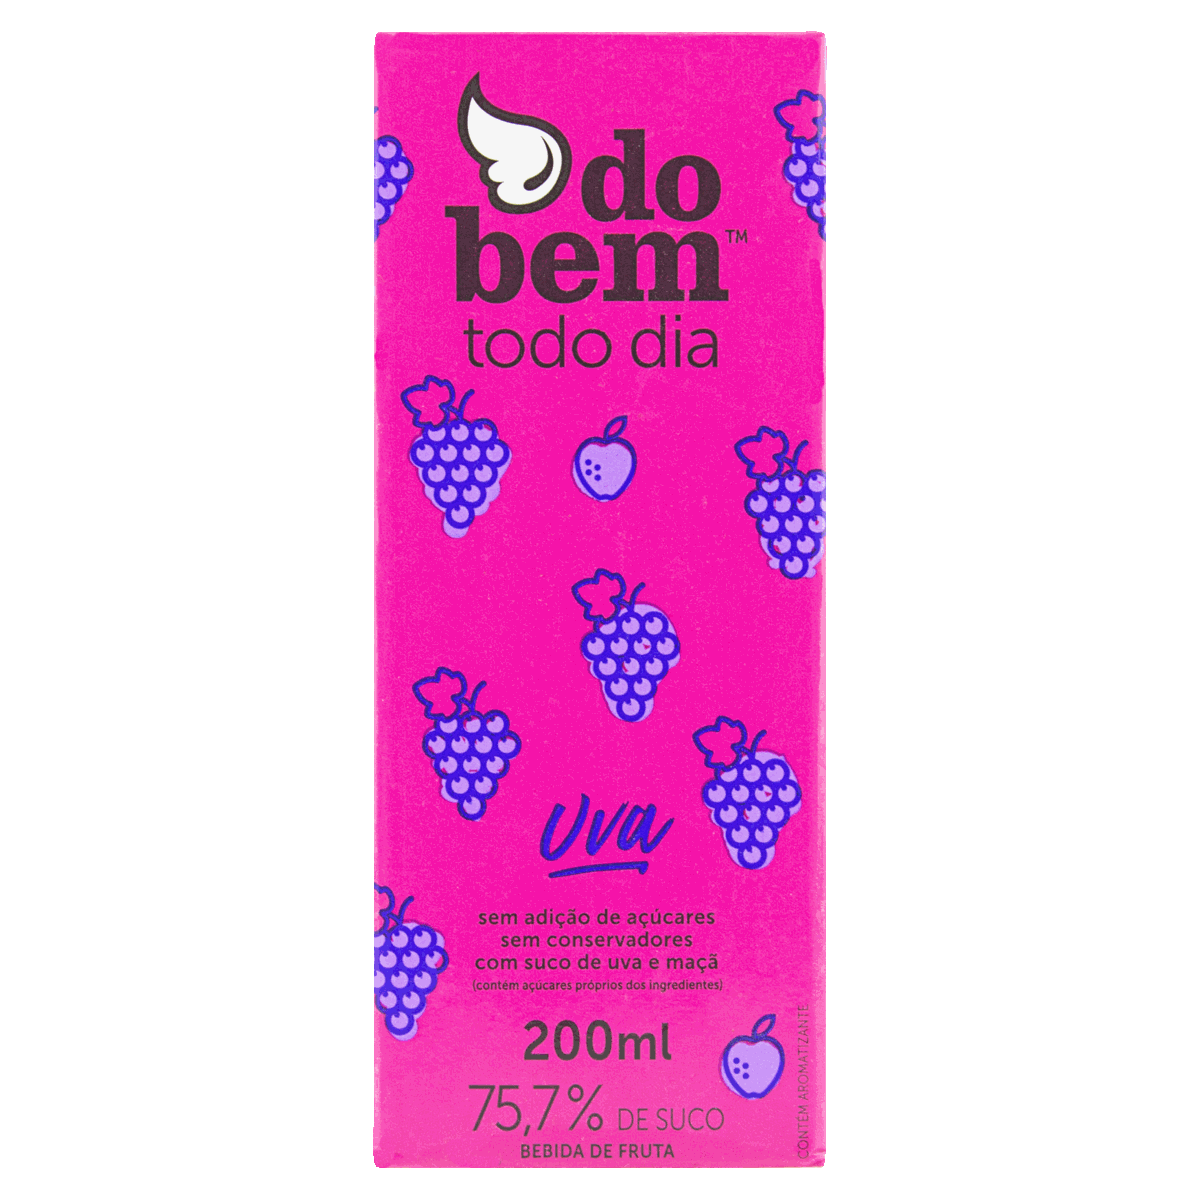 do
bem™
todo dia
Uva
sem adição de açúcares
sem conservadores
com suco de uva e maçã
(contém açúcares próprios dos ingredientes)
200ml
75,7% DE SUCO
BEBIDA DE FRUTA
CONTÉM AROMATIZANTE